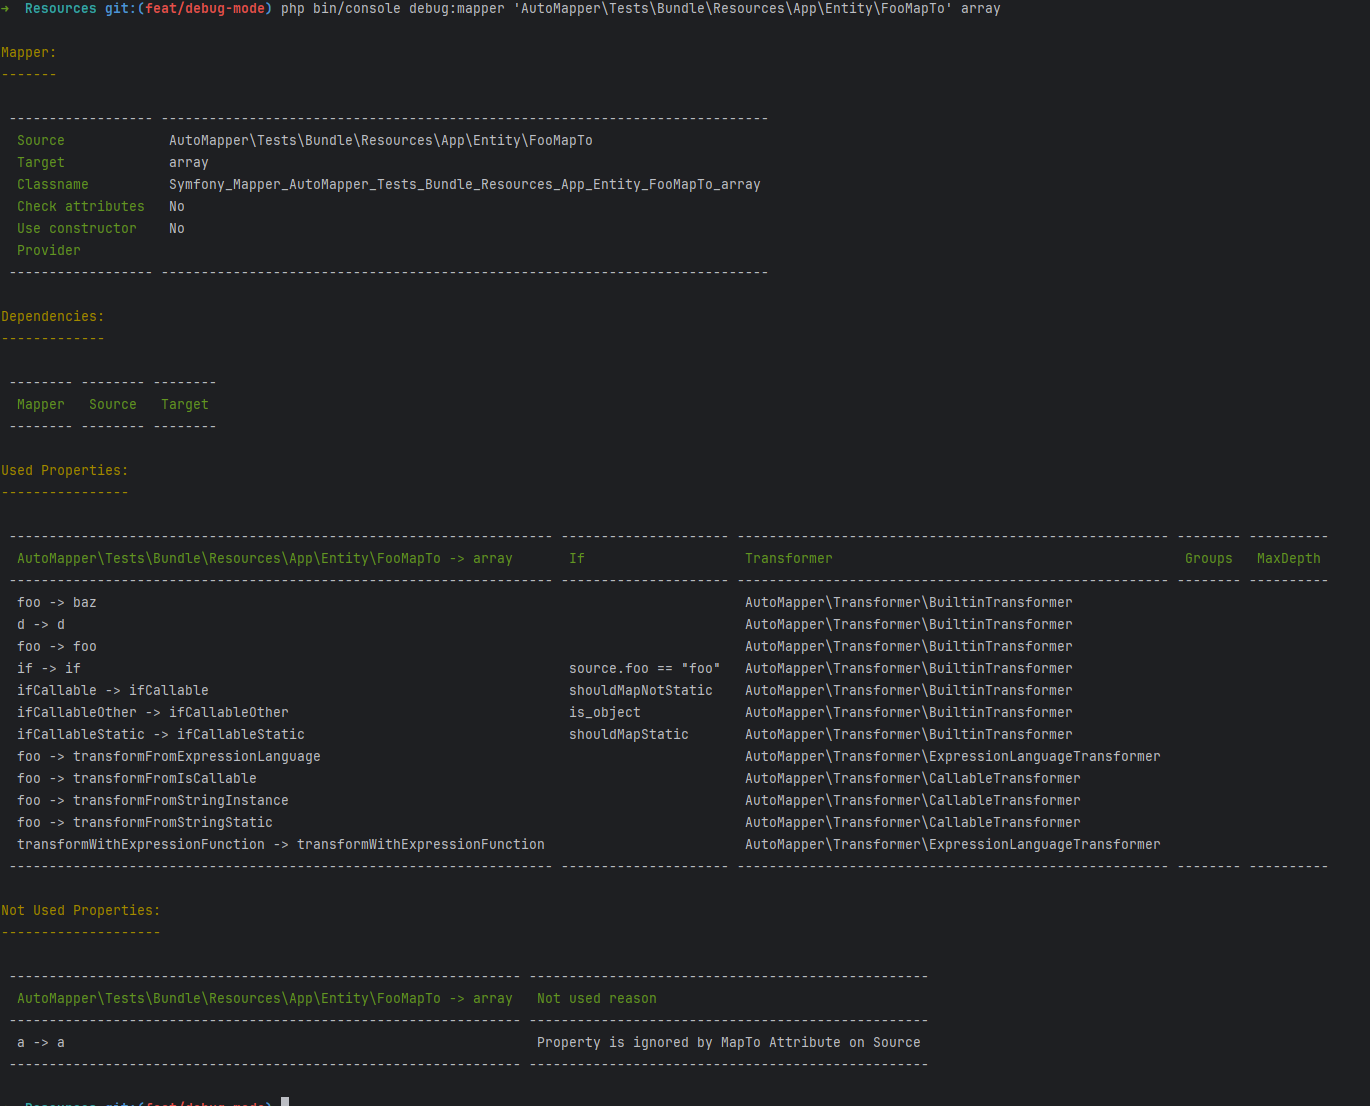 → Resources git:(feat/debug-mode) php bin/console debug:mapper 'AutoMapper\Tests\Bundle\Resources\App\Entity\FooMapTo' array
Mapper:
-------
------------------ ----------------------------------------------------------------------------
Source AutoMapper\Tests\Bundle\Resources\App\Entity\FooMapTo
Target array
Classname Symfony_Mapper_AutoMapper_Tests_Bundle_Resources_App_Entity_FooMapTo_array
Check attributes No
Use constructor No
Provider
------------------ ----------------------------------------------------------------------------
Dependencies:
-------------
-------- -------- --------
Mapper Source Target
-------- -------- --------
Used Properties:
----------------
-------------------------------------------------------------------- --------------------- ------------------------------------------------------ -------- ----------
AutoMapper\Tests\Bundle\Resources\App\Entity\FooMapTo -> array If Transformer Groups MaxDepth
-------------------------------------------------------------------- --------------------- ------------------------------------------------------ -------- ----------
foo -> baz AutoMapper\Transformer\BuiltinTransformer
d -> d AutoMapper\Transformer\BuiltinTransformer
foo -> foo AutoMapper\Transformer\BuiltinTransformer
if -> if source.foo == "foo" AutoMapper\Transformer\BuiltinTransformer
ifCallable -> ifCallable shouldMapNotStatic AutoMapper\Transformer\BuiltinTransformer
ifCallableOther -> ifCallableOther is_object AutoMapper\Transformer\BuiltinTransformer
ifCallableStatic -> ifCallableStatic shouldMapStatic AutoMapper\Transformer\BuiltinTransformer
foo -> transformFromExpressionLanguage AutoMapper\Transformer\ExpressionLanguageTransformer
foo -> transformFromIsCallable AutoMapper\Transformer\CallableTransformer
foo -> transformFromStringInstance AutoMapper\Transformer\CallableTransformer
foo -> transformFromStringStatic AutoMapper\Transformer\CallableTransformer
transformWithExpressionFunction -> transformWithExpressionFunction AutoMapper\Transformer\ExpressionLanguageTransformer
-------------------------------------------------------------------- --------------------- ------------------------------------------------------ -------- ----------
Not Used Properties:
--------------------
---------------------------------------------------------------- --------------------------------------------------
AutoMapper\Tests\Bundle\Resources\App\Entity\FooMapTo -> array Not used reason
---------------------------------------------------------------- --------------------------------------------------
a -> a Property is ignored by MapTo Attribute on Source
---------------------------------------------------------------- --------------------------------------------------
Resources git:(feat/debug-mode)